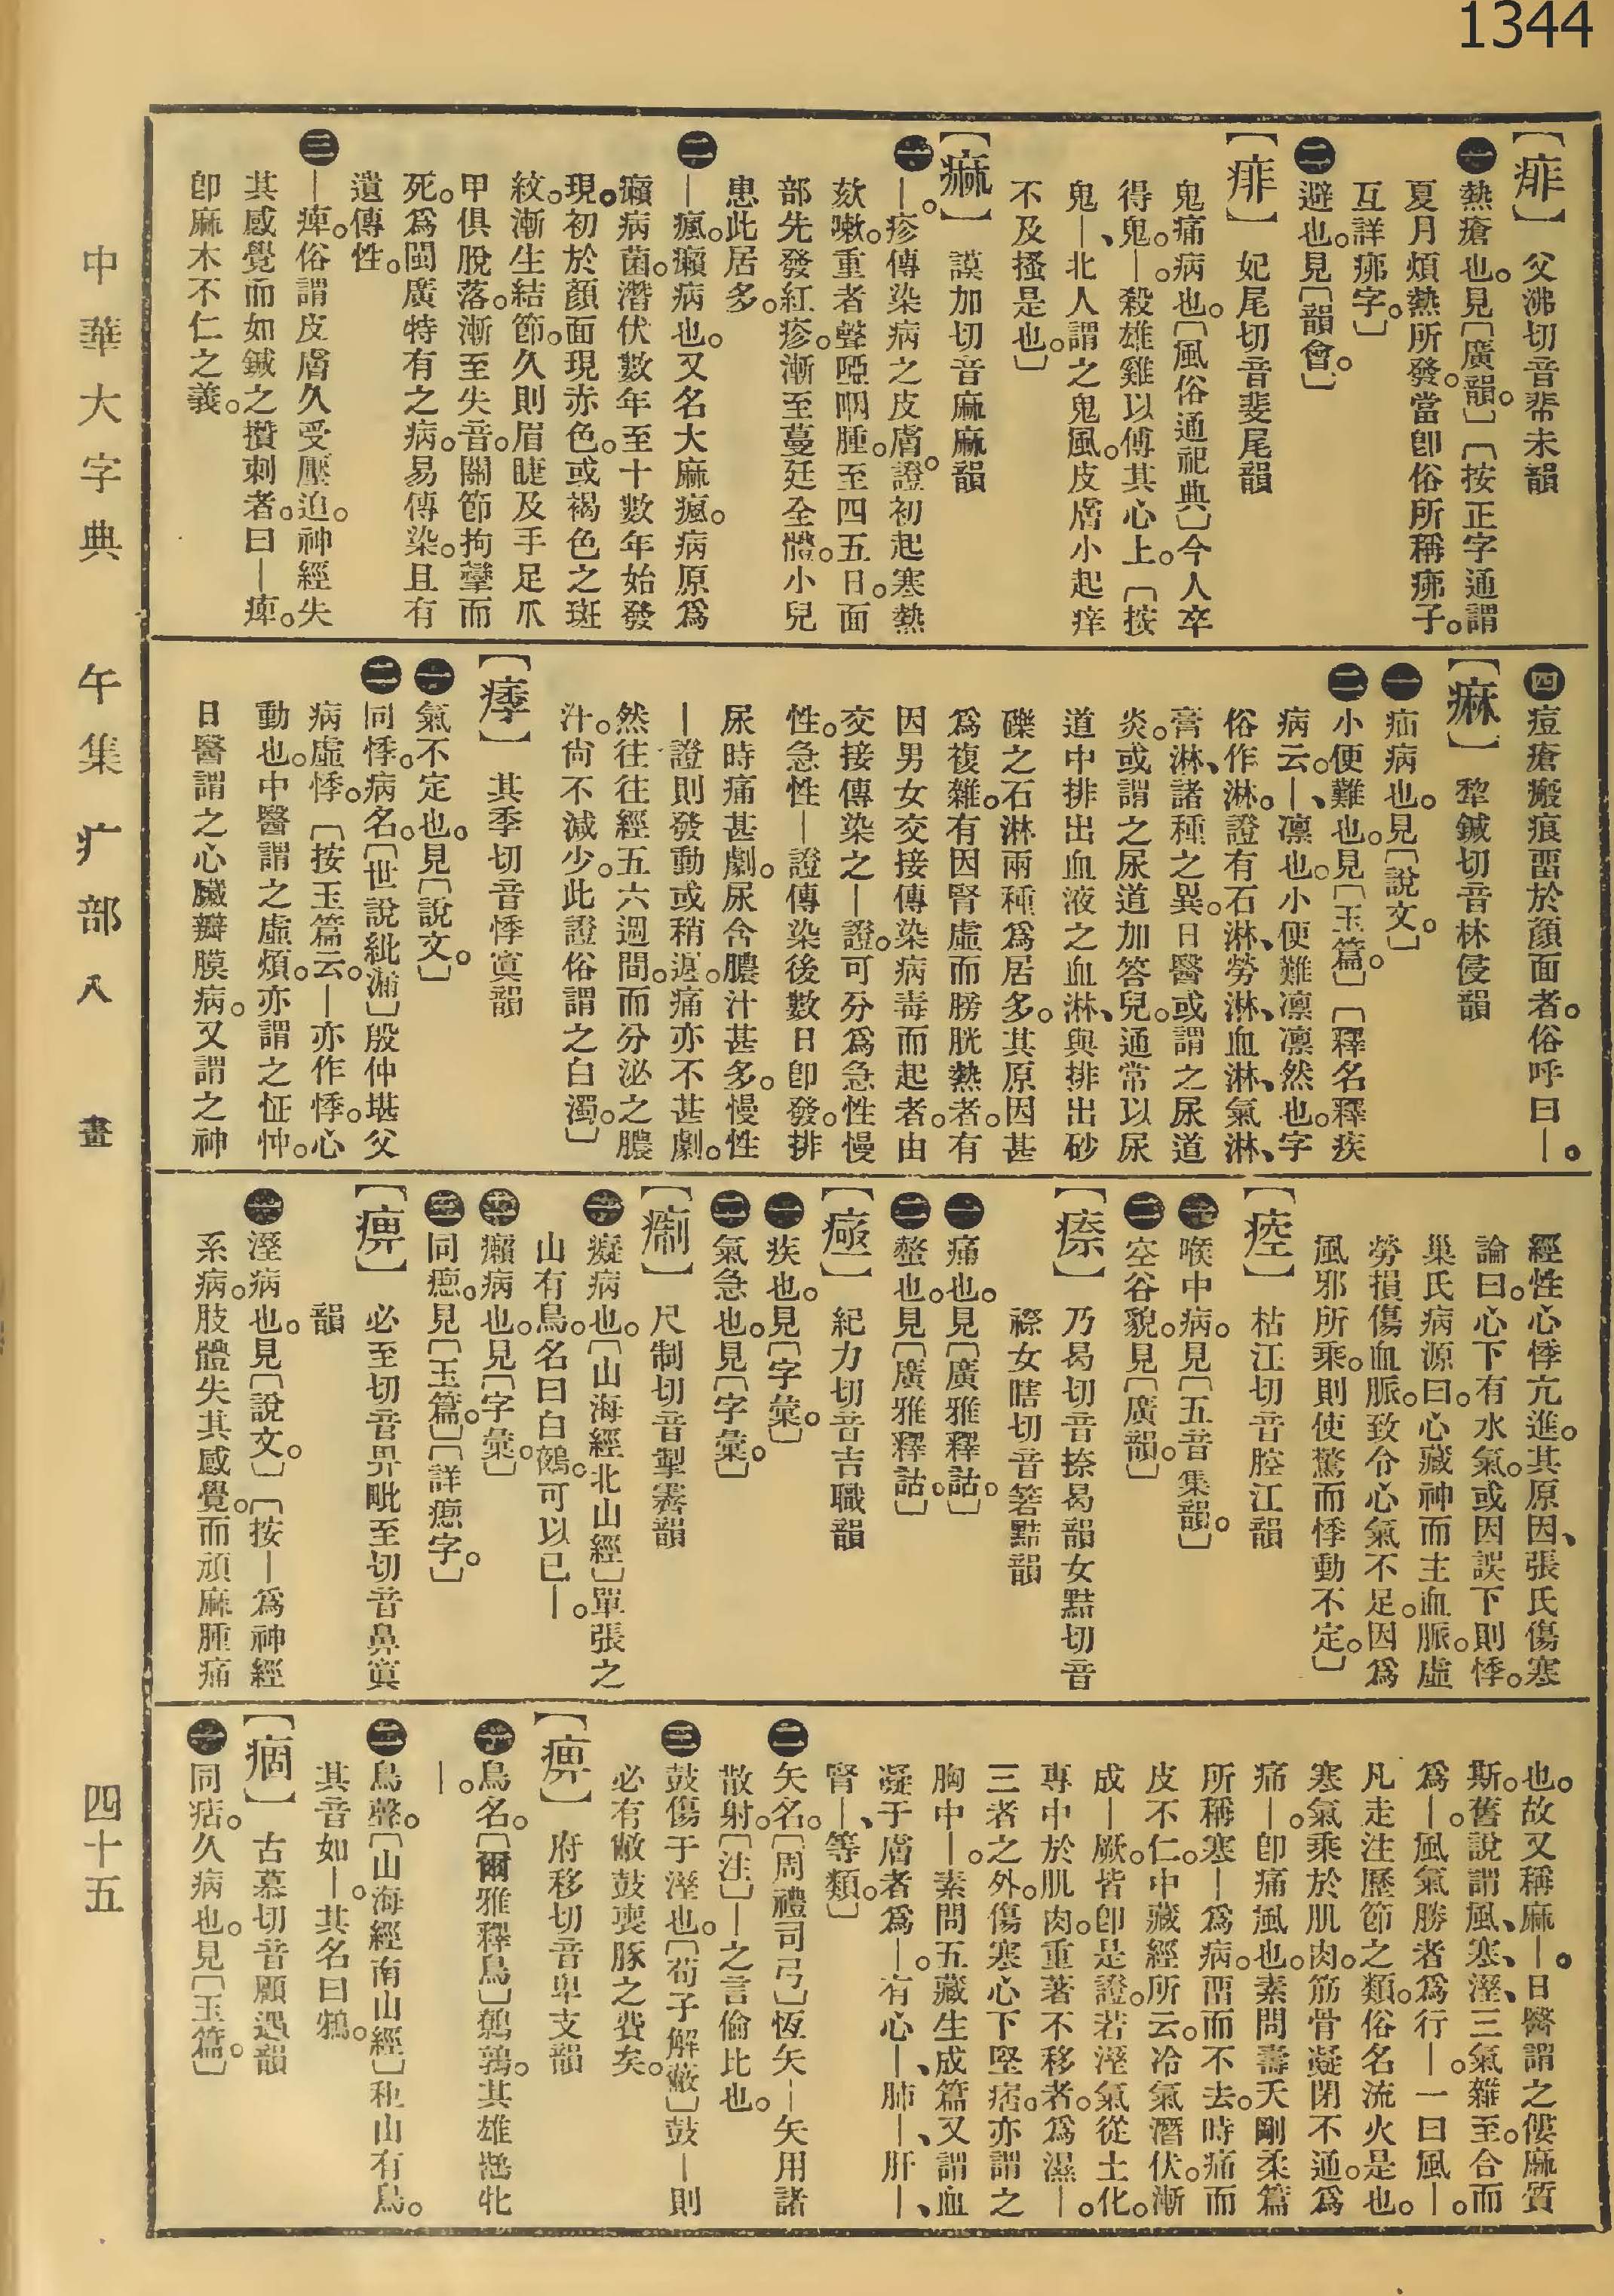 1344
【痱】父沸切音䒈未韻
㊀熱瘡也。見〔廣韻。〕〔按正字通謂
夏月煩熱所發。當卽俗所稱疿子。
互詳疿字。〕
㊁避也。見〔韻會。〕
【痱】妃尾切音斐尾韻
鬼痛病也。〔風俗通祀典〕今人卒
得鬼。—。殺雄雞以傅其心上。〔按
鬼—、北人謂之鬼風。皮膚小起痒
不及搔是也。〕
【痲】謨加切音麻麻韻
㊀—。疹傳染病之皮膚。證初起寒熱
欬嗽。重者聲啞咽腫。至四五日。面
部先發紅疹。漸至蔓延全體。小兒
患此居多。
㊁—瘋。癩病也。又名大麻瘋。病原爲
癩病菌。潛伏數年。至十數年始發
現。初於顏面現赤色。或褐色之斑
紋。漸生結節。久則眉睫及手足爪
甲俱脫落。漸至失音。關節拘攣而
死。爲閩廣特有之病。易傳染。且有
遺傳性。
㊂—痺。俗謂皮膚久受壓迫。神經失
其感覺而如鍼之攢刺者。曰—痺。
卽麻木不仁之義。
㊃痘瘡瘢痕畱於顏面者。俗呼曰—。
【痳】犂鍼切音林侵韻
㊀疝病也。見〔說文。〕
㊁小便難也。見〔玉篇。〕〔釋名釋疾
病云。—、凛也。小便難凛凛然也。字
俗作淋。證有石淋、勞淋、血淋、氣淋、
膏淋、諸種之異。日醫或謂之尿道
炎。或謂之尿道加答兒。通常以尿
道中排出血液之血淋、與排出砂
礫之石淋兩種爲居多。其原因甚
爲複雜。有因腎虛而膀胱熱者。有
因男女交接傳染病毒而起者。由
交接傳染之—證。可分爲急性慢
性。急性—證傳染後數日卽發。排
尿時痛甚劇。尿含膿汁甚多。慢性
—證則發動或稍遲。痛亦不甚劇。
然往往經五六週間。而分泌之膿
汁。尙不減少。此證俗謂之白濁。〕
【痵】其季切音悸寘韻
㊀氣不定也。見〔說文。〕
㊁同悸。病名。〔世說紕漏〕殷仲堪父
病虛悸。〔按玉篇云。—亦作悸。心
動也。中醫謂之虛煩。亦謂之怔忡。
日醫謂之心臟瓣膜病。又謂之神
經性心悸亢進。其原因、張氏傷寒
論曰。心下有水氣。或因誤下則悸。
巢氏病源曰。心藏神而主血脈。虛
勞損傷血脈。致令心氣不足。因爲
風邪所乘。則使驚而悸動不定。〕
【㾤】枯江切音腔江韻
㊀喉中病。見〔五音集韻。〕
㊁空谷貌。見〔廣韻。〕
【㾕】乃曷切音捺曷韻女黠切音
䙄女瞎切音䈤黠韻
㊀痛也。見〔廣雅釋詁。〕
㊁螫也。見〔廣雅釋詁。〕
【㾶】紀力切音吉職韻
㊀疾也。見〔字彙。〕
㊁氣急也。見〔字彙。〕
【痸】尺制切音掣霽韻
㊀癡病也。〔山海經北山經〕單張之
山有鳥。名曰白鵺。可以已—。
㊁癩病也。見〔字彙。〕
㊂同瘛。見〔玉篇。〕〔詳瘛字。〕
【痹】必至切音畀毗至切音鼻寘
韻
㊀溼病也。見〔說文。〕〔按—爲神經
系病。肢體失其感覺。而頑麻腫痛
也。故又稱麻—。日醫謂之僂麻質
斯。舊說謂風、寒、溼、三氣雜至。合而
爲—。風氣勝者爲行—。一曰風—。
凡走注歷節之類。俗名流火是也。
寒氣乘於肌肉。筋骨凝閉不通。爲
痛—。卽痛風也。素問壽夭剛柔篇
所稱寒—爲病。畱而不去。時痛而
皮不仁。中藏經所云。冷氣潛伏。漸
成—厥。皆卽是證。若溼氣從土化。
專中於肌肉。重著不移者。爲濕—。
三者之外。傷寒心下堅痞。亦謂之
胸中—。素問五藏生成篇又謂血
凝于膚者爲—。有心—、肺—、肝—、
腎—、等類。〕
㊁矢名。〔周禮司弓〕恆矢—矢用諸
散射。〔注〕—之言倫比也。
㊂鼓傷于溼也。〔荀子解蔽〕鼓—則
必有敝鼓喪豚之費矣。
【痹】府移切音卑支韻
㊀鳥名。〔爾雅釋鳥〕鷯鶉。其雄鶛牝
—。
㊁鳥聲。〔山海經南山經〕柜山有鳥。
其音如—。其名曰鴸。
【痼】古慕切音顧遇韻
㊀同㽽。久病也。見〔玉篇。〕
中華大字典　午集疒部　八　畫　四十五